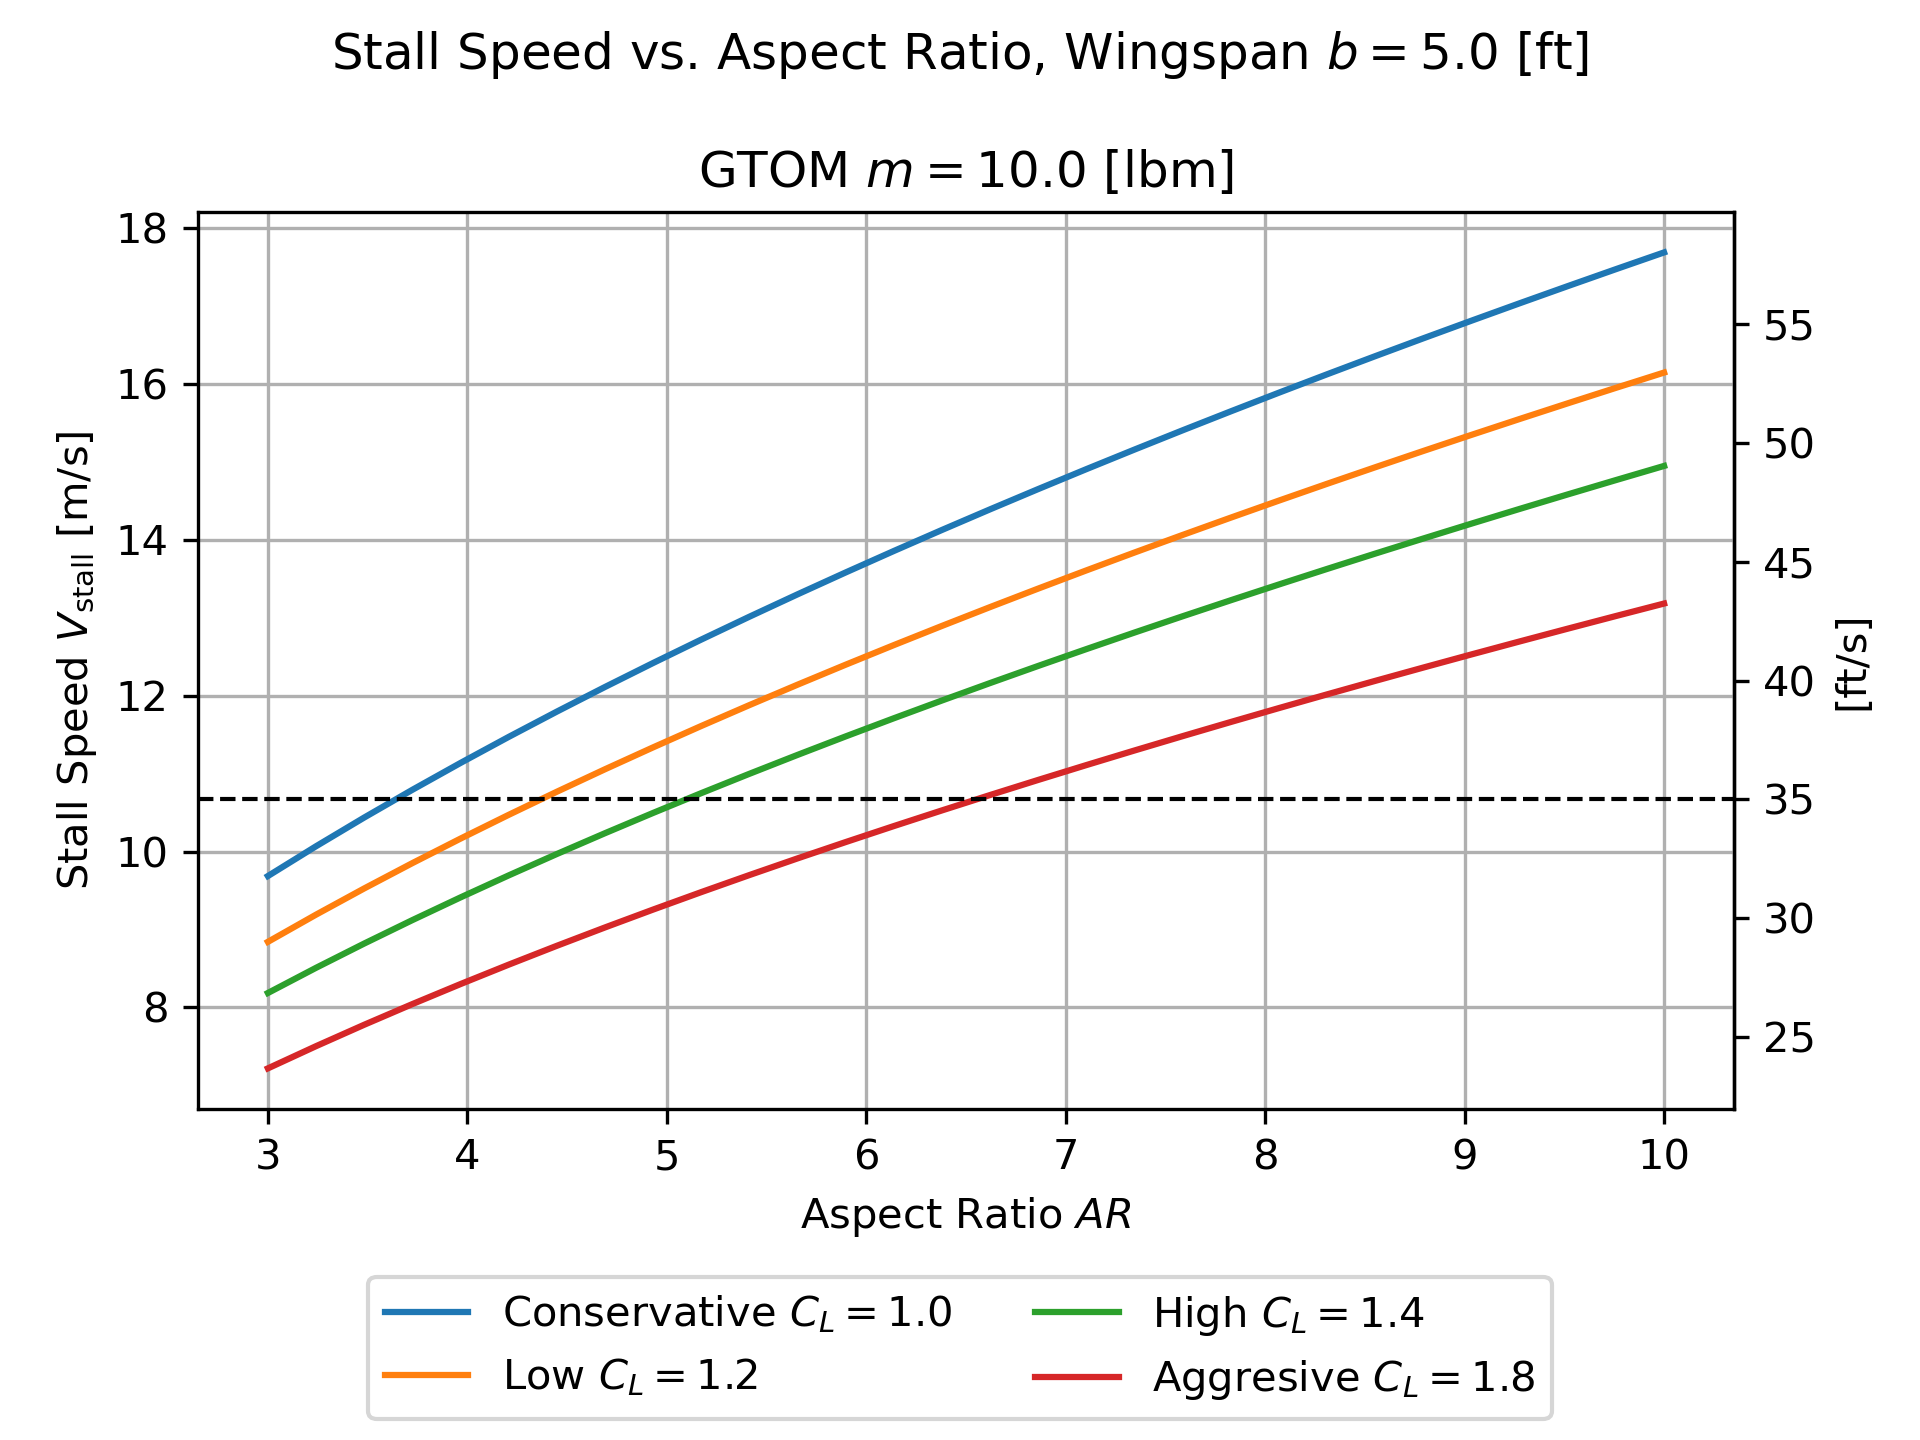 Stall Speed vs. Aspect Ratio, Wingspan b = 5.0 [ft]
GTOM m = 10.0 [lbm]
18
16
14
12
10
8
Stall Speed V_stall [m/s]
55
50
45
40
35
30
25
[ft/s]
3 4 5 6 7 8 9 10
Aspect Ratio AR
Conservative C_L = 1.0
Low C_L = 1.2
High C_L = 1.4
Aggresive C_L = 1.8